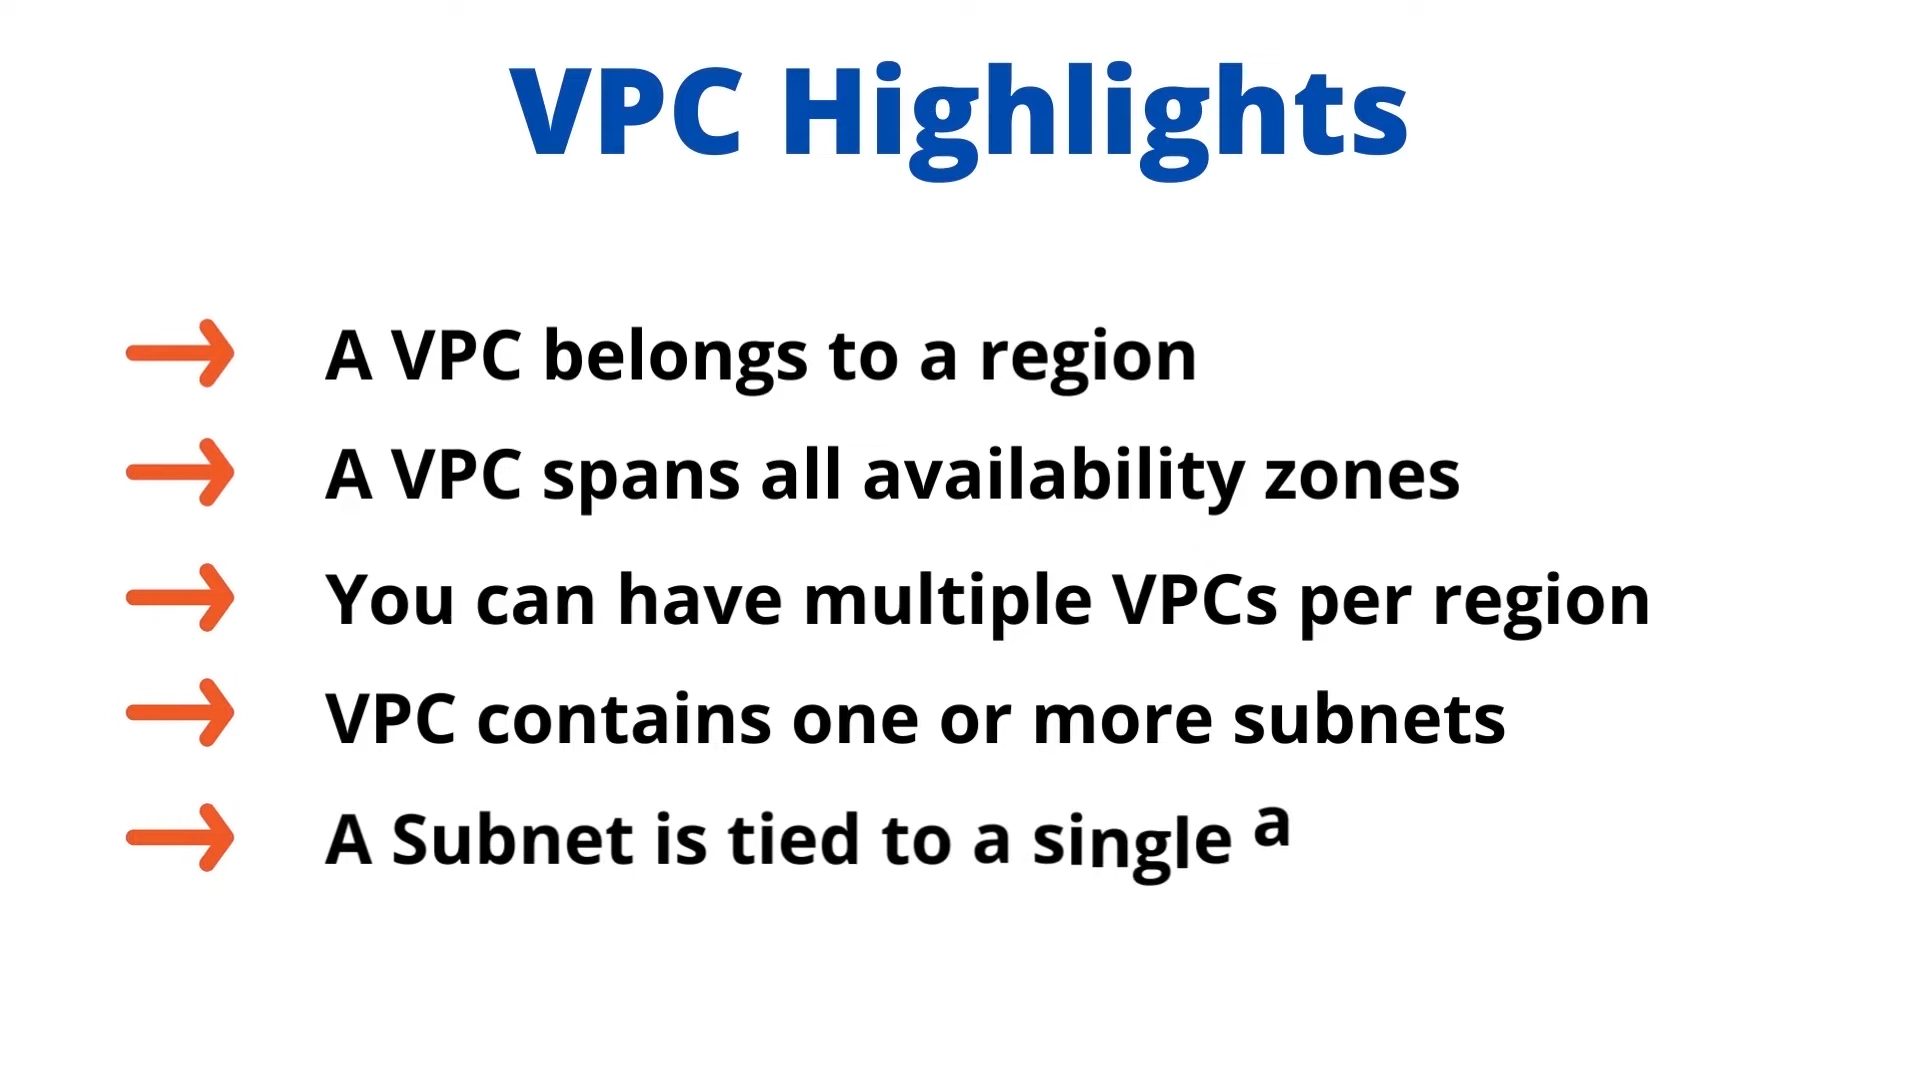 VPC Highlights
A VPC belongs to a region
A VPC spans all availability zones
You can have multiple VPCs per region
VPC contains one or more subnets
A Subnet is tied to a single a